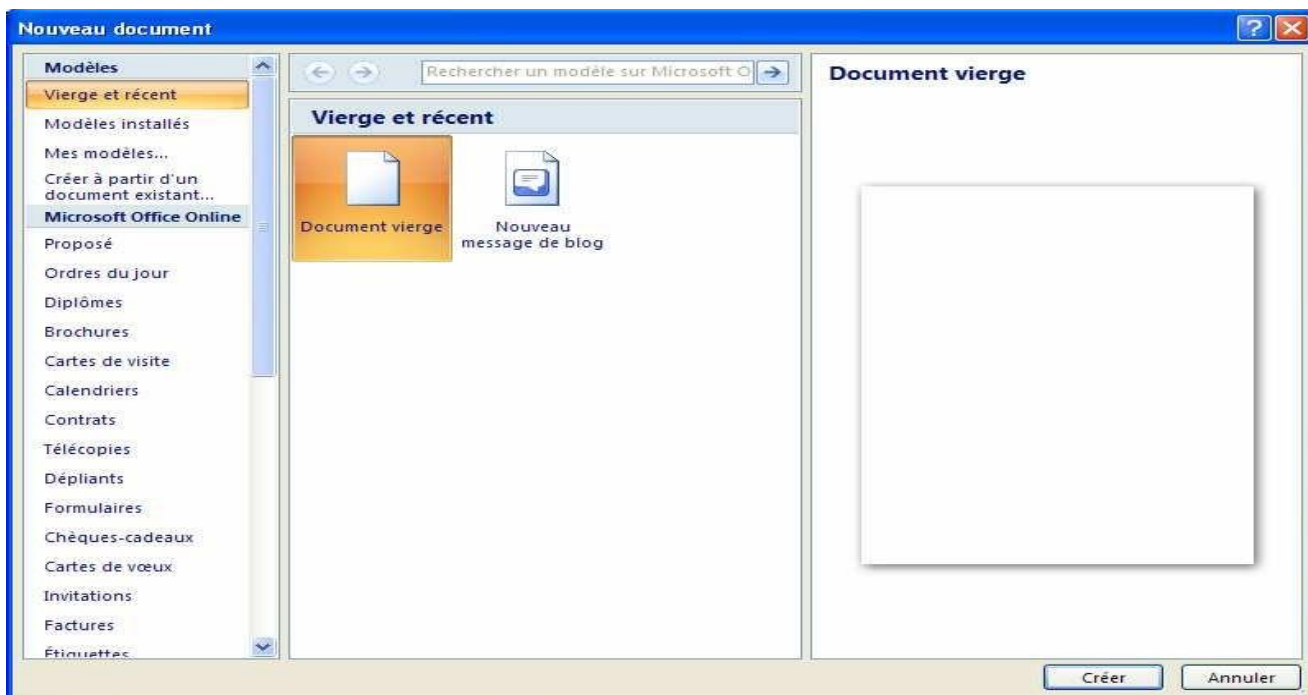 Nouveau document
Modèles
Vierge et récent
Modèles installés
Mes modèles...
Créer à partir d'un
document existant...
Microsoft Office Online
Proposé
Ordres du jour
Diplômes
Brochures
Cartes de visite
Calendriers
Contrats
Télécopies
Dépliants
Formulaires
Chèques-cadeaux
Cartes de vœux
Invitations
Factures
Étiquettes
Rechercher un modèle sur Microsoft O
Vierge et récent
Document vierge
Nouveau
message de blog
Document vierge
Créer
Annuler